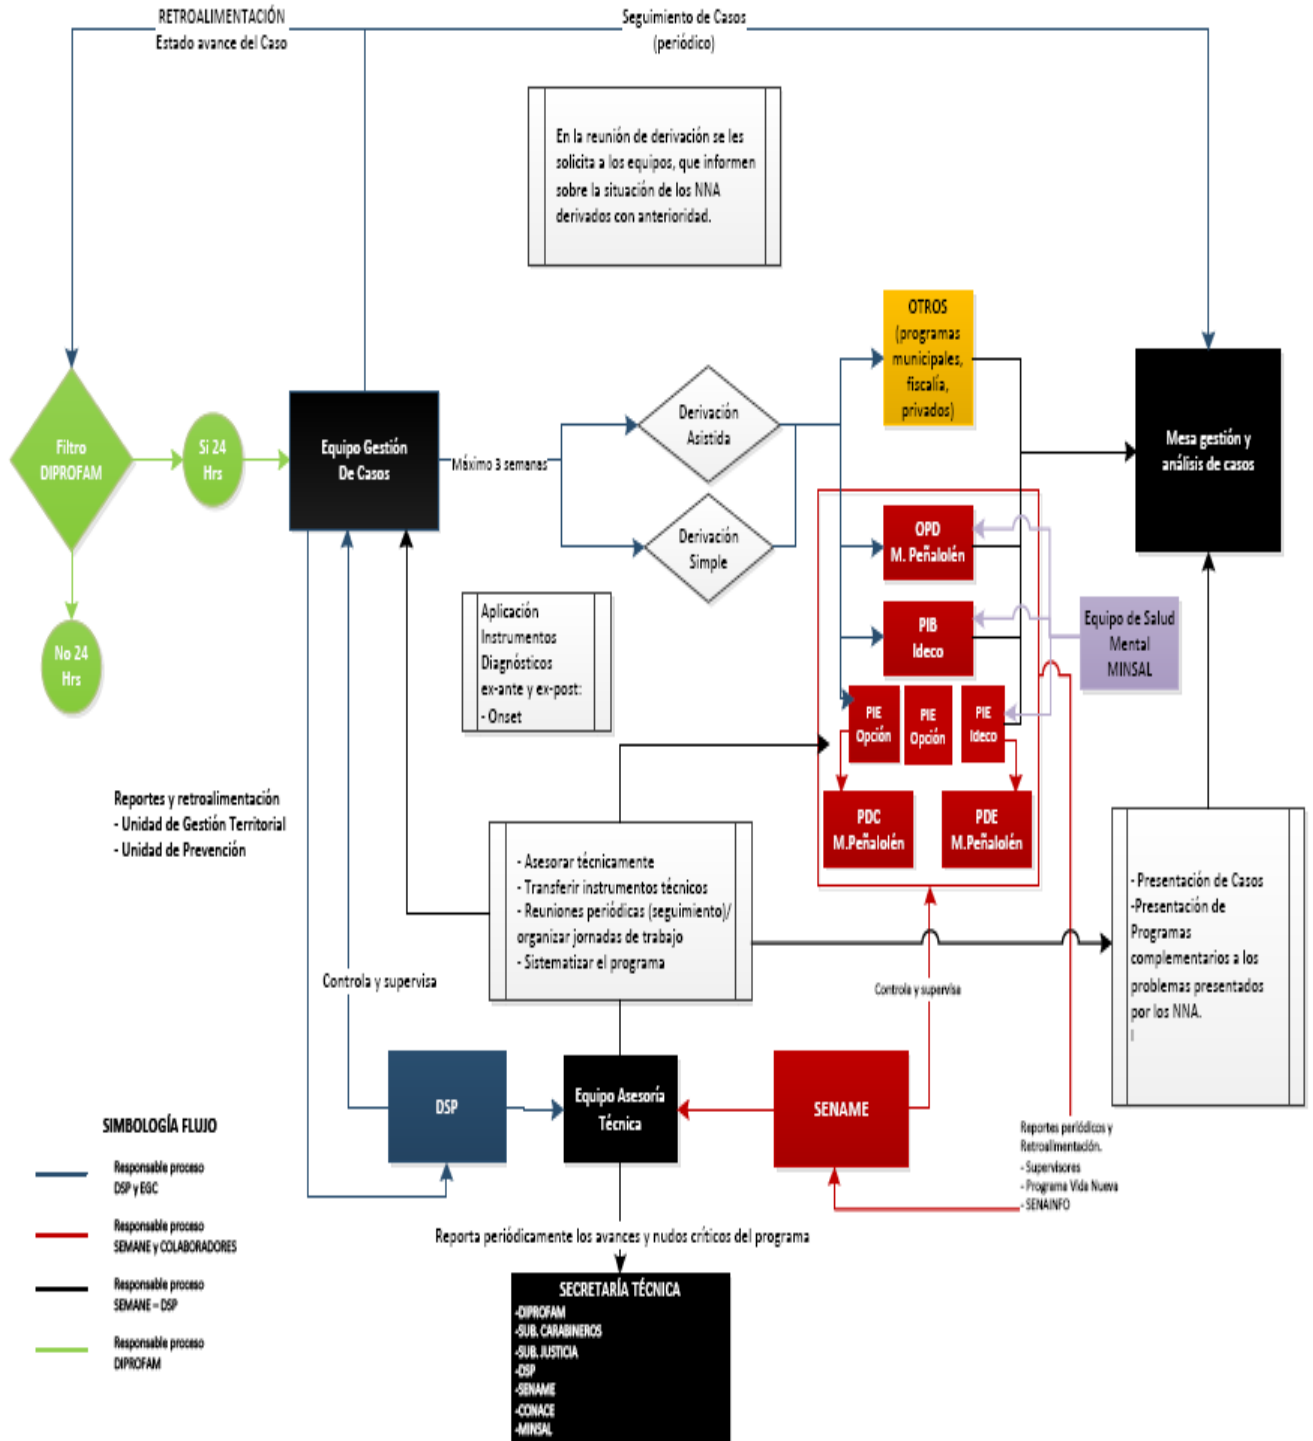 RETROALIMENTACIÓN
Estado avance del Caso
Seguimiento de Casos
(periódico)
En la reunión de derivación se les
solicita a los equipos, que informen
sobre la situación de los NNA
derivados con anterioridad.
OTROS
(programas
municipales,
fiscalía,
privados)
Filtro
DIPROFAM
Si 24
Hrs
Equipo Gestión
De Casos
Máximo 3 semanas
Derivación
Asistida
Mesa gestión y
análisis de casos
Derivación
Simple
OPD
M. Peñalolén
No 24
Hrs
Aplicación
Instrumentos
Diagnósticos
ex-ante y ex-post:
- Onset
PIB
Ideco
Equipo de Salud
Mental
MINSAL
PIE
Opción
PIE
Opción
PIE
Ideco
PDC
M.Peñalolén
PDE
M.Peñalolén
Reportes y retroalimentación
- Unidad de Gestión Territorial
- Unidad de Prevención
- Asesorar técnicamente
- Transferir instrumentos técnicos
- Reuniones periódicas (seguimiento)/
organizar jornadas de trabajo
- Sistematizar el programa
- Presentación de Casos
-Presentación de
Programas
complementarios a los
problemas presentados
por los NNA.
Controla y supervisa
Controla y supervisa
DSP
Equipo Asesoría
Técnica
SENAME
Reportes periódicos y
Retroalimentación.
- Supervisores
- Programa Vida Nueva
- SENAINFO
SIMBOLOGÍA FLUJO
Responsable proceso
DSP y EGC
Responsable proceso
SEMANE y COLABORADORES
Responsable proceso
SEMANE – DSP
Responsable proceso
DIPROFAM
Reporta periódicamente los avances y nudos críticos del programa
SECRETARÍA TÉCNICA
-DIPROFAM
-SUB. CARABINEROS
-SUB. JUSTICIA
-DSP
-SENAME
-CONACE
-MINSAL